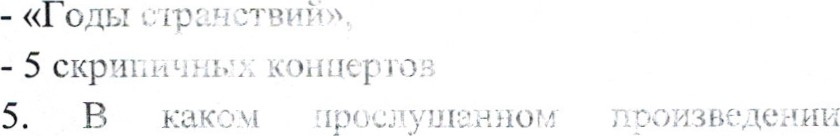 - «Годы странствий»,
- 5 скрипичных концертов
5. В каком прослушанном произведении